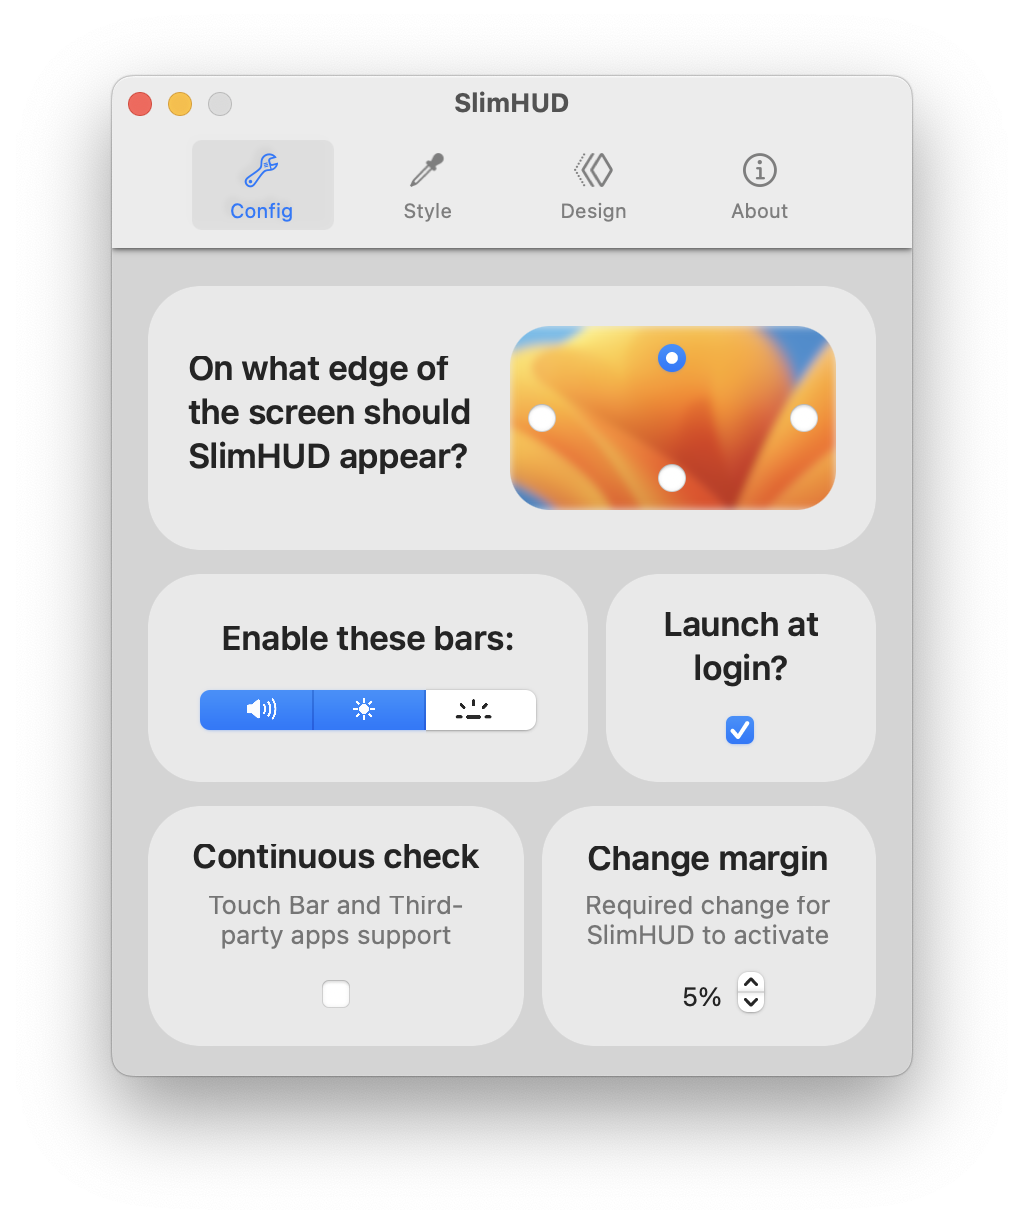 SlimHUD
Config
Style
Design
About
On what edge of
the screen should
SlimHUD appear?
Enable these bars:
Launch at
login?
Continuous check
Touch Bar and Third-
party apps support
Change margin
Required change for
SlimHUD to activate
5%